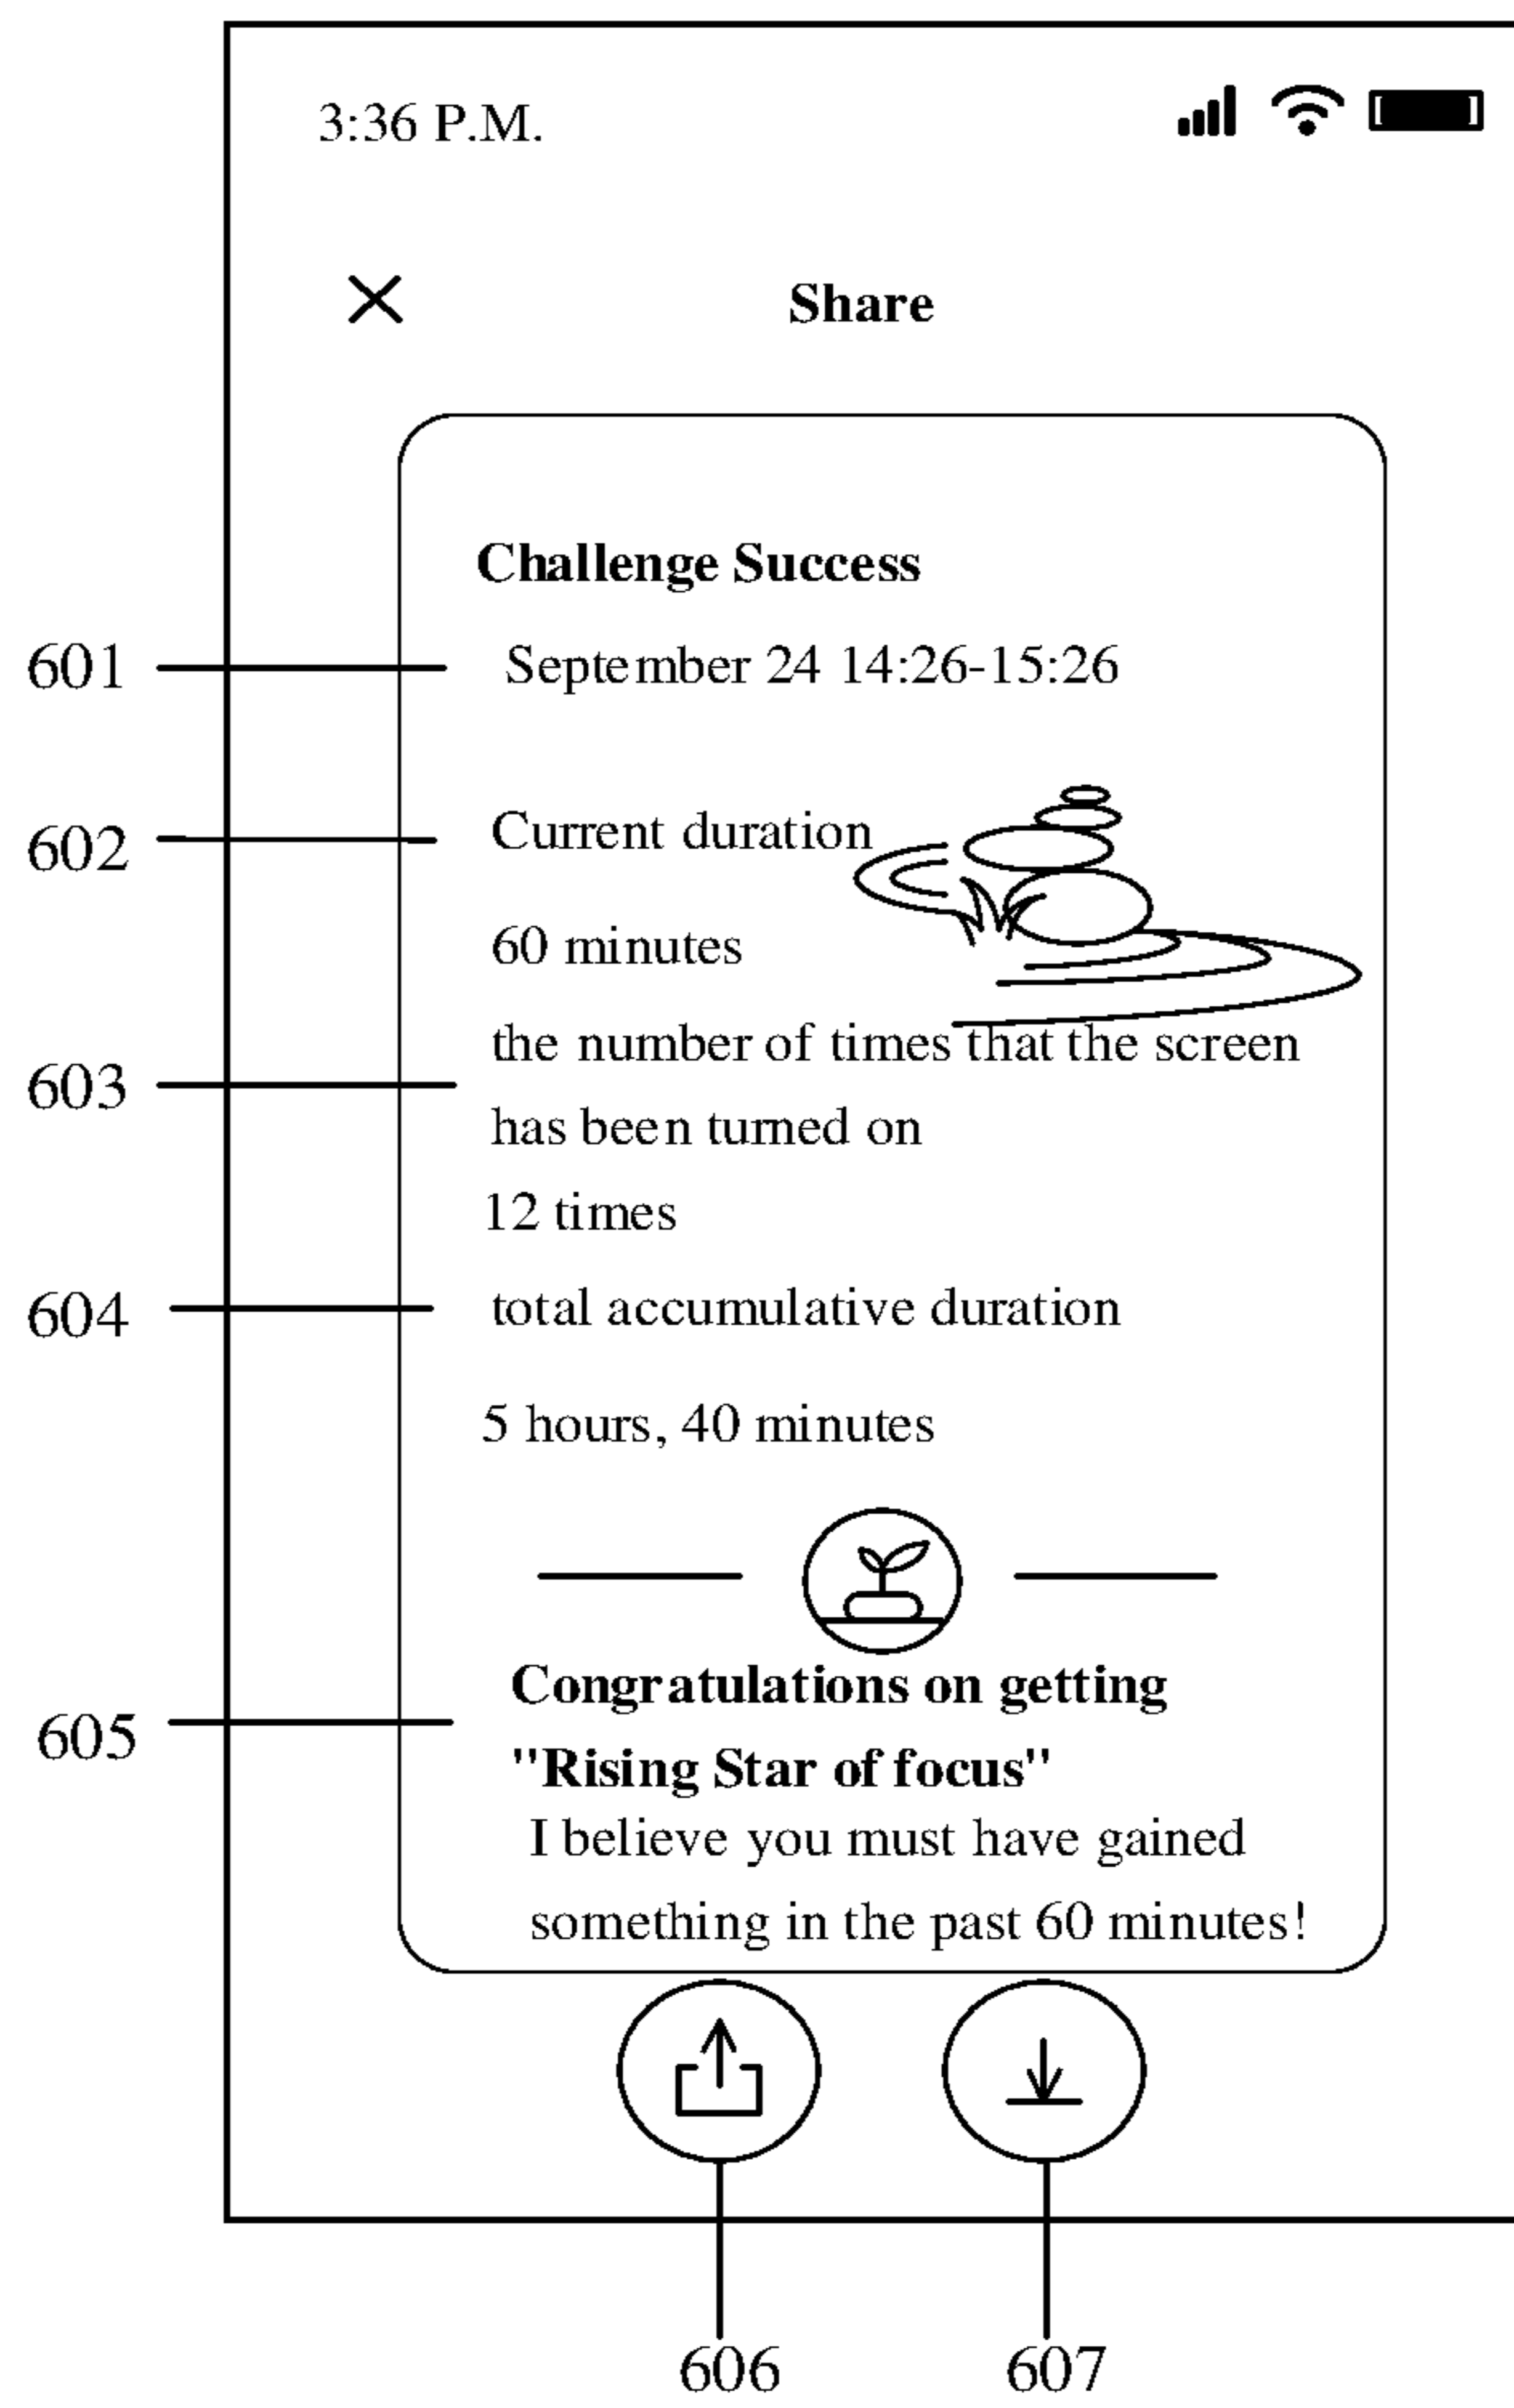 3:36 P.M.
Share
Challenge Success
601
September 24 14:26-15:26
602
Current duration
60 minutes
the number of times that the screen
603
has been turned on
12 times
604
total accumulative duration
5 hours, 40 minutes
Congratulations on getting
605
"Rising Star of focus"
I believe you must have gained
something in the past 60 minutes!
606
607